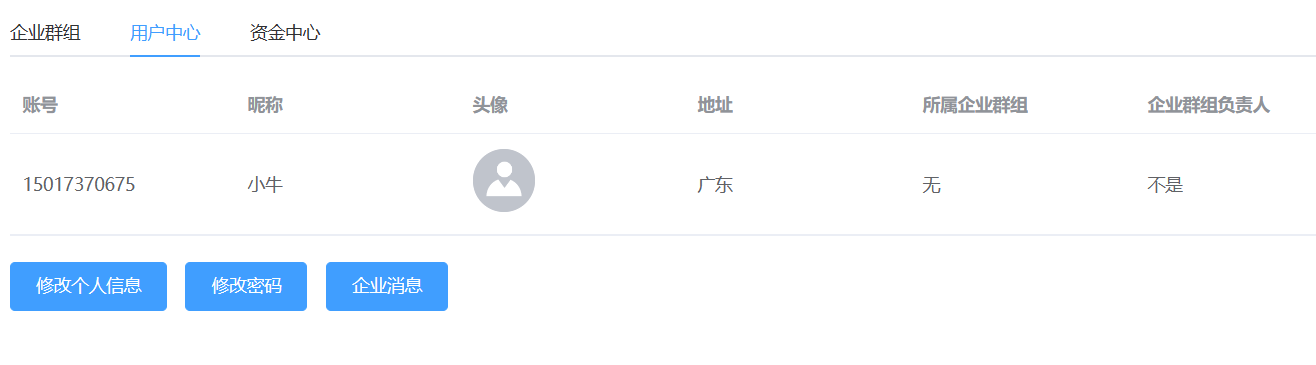 企业群组 用户中心 资金中心
账号 昵称 头像 地址 所属企业群组 企业群组负责人
15017370675 小牛 广东 无 不是
修改个人信息 修改密码 企业消息